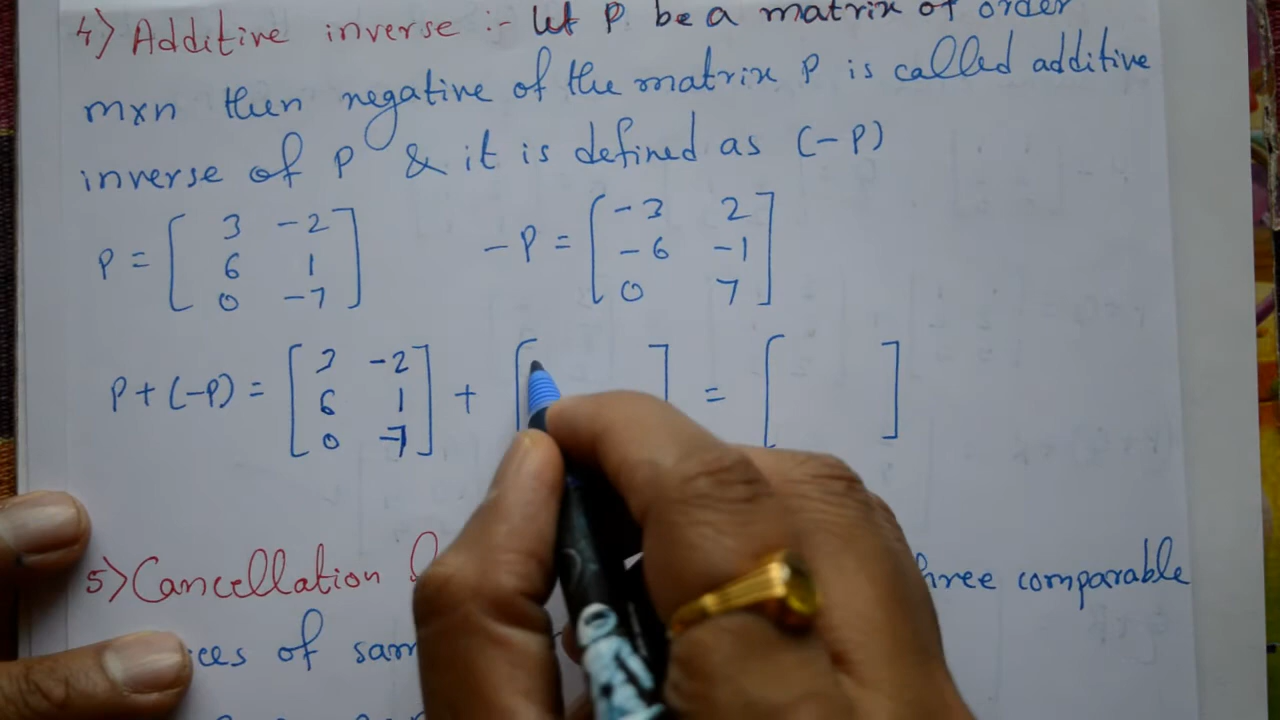 4) Additive inverse :- Let P be a matrix of order
mxn then negative of the matrix P is called additive
inverse of P & it is defined as (-P)
P = [ 3 -2 -P = [ -3 2
6 1 -6 -1
0 -7 ] 0 7 ]
P+(-P) = [ 3 -2 + [ ] = [ ]
6 1
0 -7 ]
5) Cancellation three comparable
of